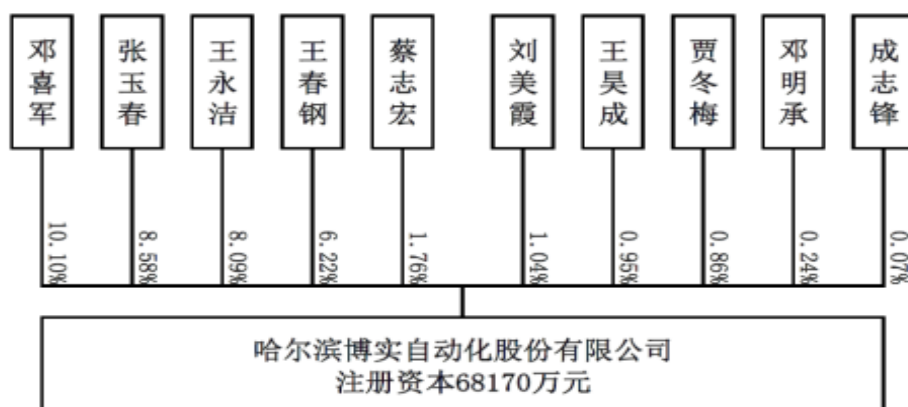 邓喜军
张玉春
王永洁
王春钢
蔡志宏
刘美霞
王昊成
贾冬梅
邓明承
成志锋
10.10%
8.58%
8.09%
6.22%
1.76%
1.04%
0.95%
0.86%
0.24%
0.07%
哈尔滨博实自动化股份有限公司
注册资本68170万元